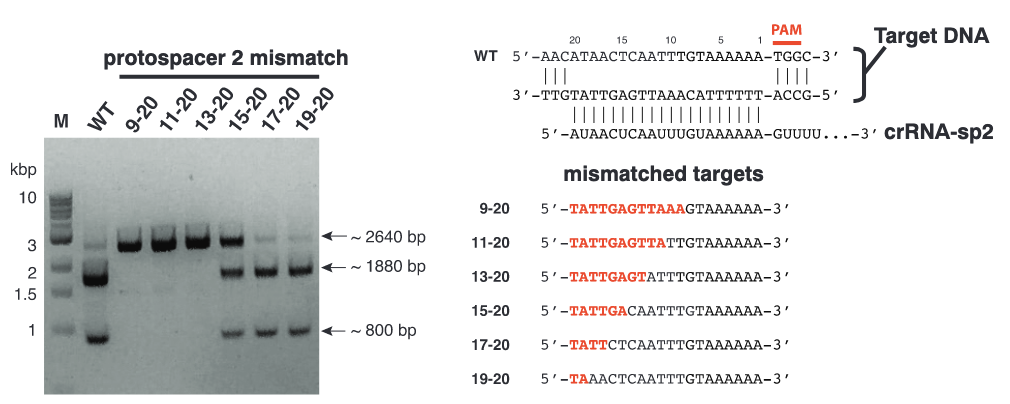 protospacer 2 mismatch
M
WT
9-20
11-20
13-20
15-20
17-20
19-20
kbp
10
3
2
1.5
1
~ 2640 bp
~ 1880 bp
~ 800 bp
PAM
20 15 10 5 1
WT 5′-AACATAACTCAATTTGTAAAAAA-TGGC-3′
3′-TTGTATTGAGTTAAACATTTTTT-ACCG-5′
5′-AUAACUCAAUUUGUAAAAAA-GUUUU...-3′ crRNA-sp2
Target DNA
mismatched targets
9-20 5′-TATTGAGTTAAAGTAAAAAA-3′
11-20 5′-TATTGAGTTATTGTAAAAAA-3′
13-20 5′-TATTGAGTATTTGTAAAAAA-3′
15-20 5′-TATTGACAATTTGTAAAAAA-3′
17-20 5′-TATTCTCAATTTGTAAAAAA-3′
19-20 5′-TAAACTCAATTTGTAAAAAA-3′